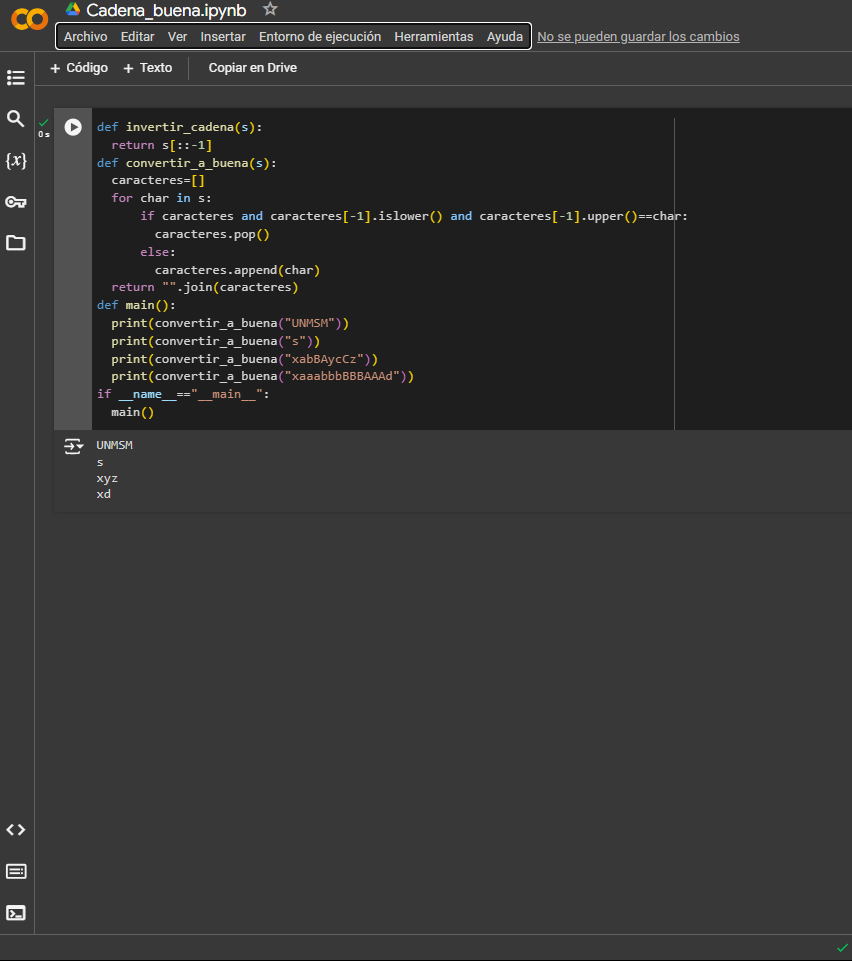 Cadena_buena.ipynb
Archivo Editar Ver Insertar Entorno de ejecución Herramientas Ayuda No se pueden guardar los cambios
+ Código + Texto Copiar en Drive
0 s
{x}
def invertir_cadena(s):
  return s[::-1]
def convertir_a_buena(s):
  caracteres=[]
  for char in s:
      if caracteres and caracteres[-1].islower() and caracteres[-1].upper()==char:
        caracteres.pop()
      else:
        caracteres.append(char)
  return "".join(caracteres)
def main():
  print(convertir_a_buena("UNMSM"))
  print(convertir_a_buena("s"))
  print(convertir_a_buena("xabBAycCz"))
  print(convertir_a_buena("xaaabbbBBBAAAd"))
if __name__=="__main__":
  main()
UNMSM
s
xyz
xd